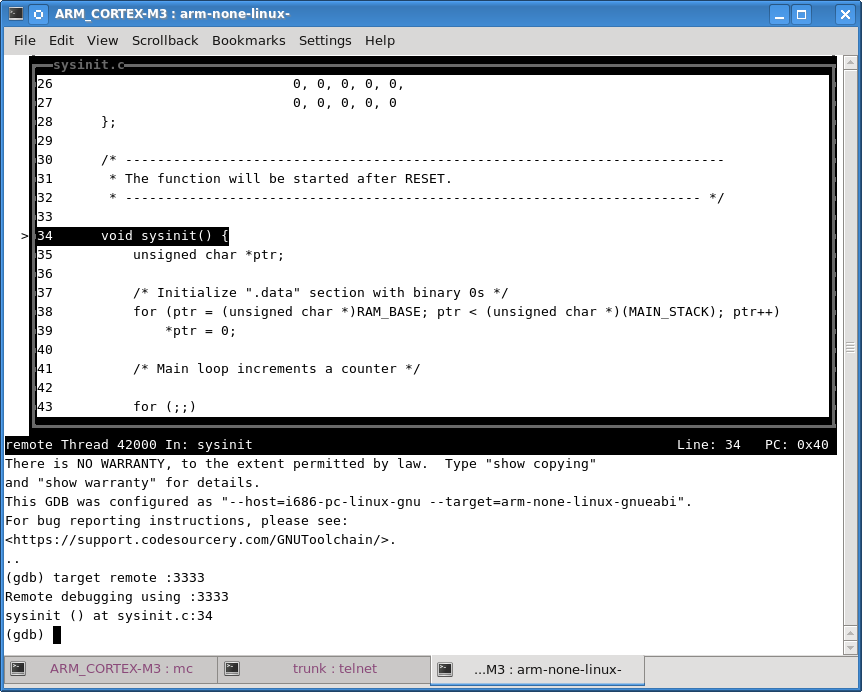 ARM_CORTEX-M3 : arm-none-linux-
File Edit View Scrollback Bookmarks Settings Help
sysinit.c
26                              0, 0, 0, 0, 0,
27                              0, 0, 0, 0, 0
28      };
29
30      /* ---------------------------------------------------------------------------
31       * The function will be started after RESET.
32       * ------------------------------------------------------------------------ */
33
>34      void sysinit() {
35          unsigned char *ptr;
36
37          /* Initialize ".data" section with binary 0s */
38          for (ptr = (unsigned char *)RAM_BASE; ptr < (unsigned char *)(MAIN_STACK); ptr++)
39              *ptr = 0;
40
41          /* Main loop increments a counter */
42
43          for (;;)
remote Thread 42000 In: sysinit                                                     Line: 34   PC: 0x40
There is NO WARRANTY, to the extent permitted by law.  Type "show copying"
and "show warranty" for details.
This GDB was configured as "--host=i686-pc-linux-gnu --target=arm-none-linux-gnueabi".
For bug reporting instructions, please see:
<https://support.codesourcery.com/GNUToolchain/>.
..
(gdb) target remote :3333
Remote debugging using :3333
sysinit () at sysinit.c:34
(gdb)
ARM_CORTEX-M3 : mc trunk : telnet ...M3 : arm-none-linux-